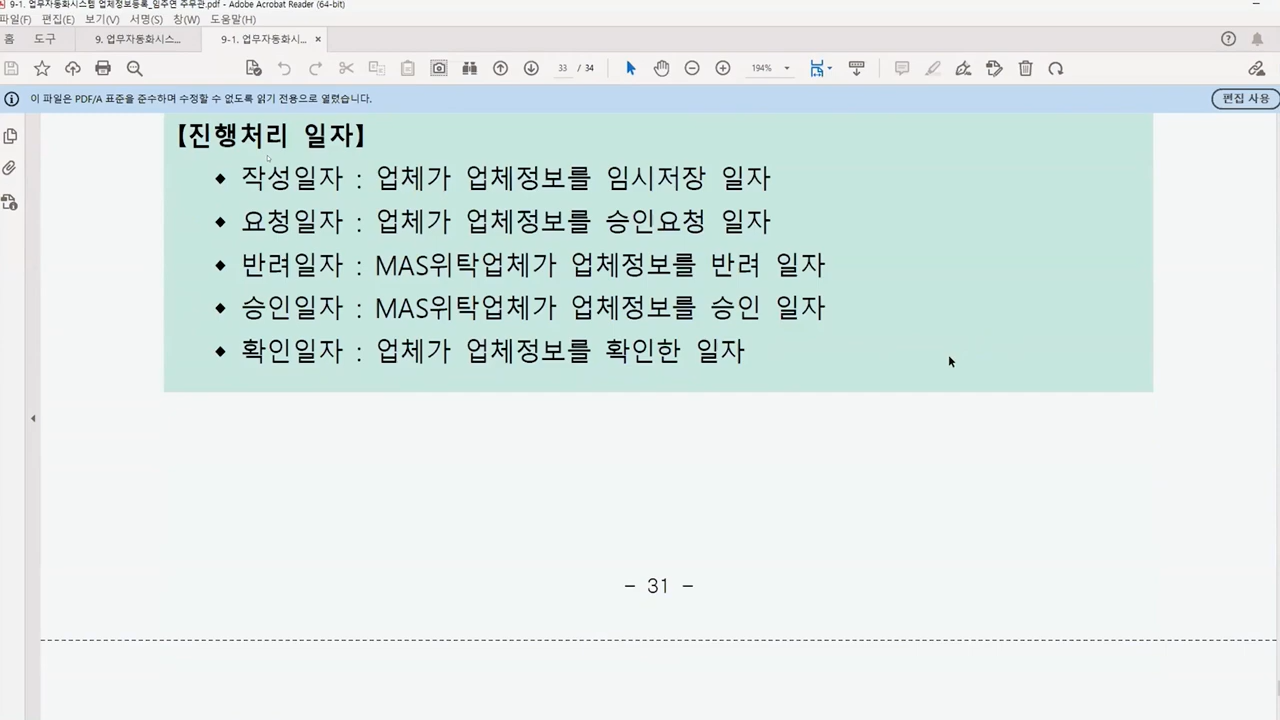 9-1. 업무자동화시스템 업체정보등록_임주연 주무관.pdf - Adobe Acrobat Reader (64-bit)
파일(F) 편집(E) 보기(V) 서명(S) 창(W) 도움말(H)
홈 도구 9. 업무자동화시스... 9-1. 업무자동화시... ×
33 / 34 194%
이 파일은 PDF/A 표준을 준수하며 수정할 수 없도록 읽기 전용으로 열렸습니다. 편집 사용
【진행처리 일자】
◆ 작성일자 : 업체가 업체정보를 임시저장 일자
◆ 요청일자 : 업체가 업체정보를 승인요청 일자
◆ 반려일자 : MAS위탁업체가 업체정보를 반려 일자
◆ 승인일자 : MAS위탁업체가 업체정보를 승인 일자
◆ 확인일자 : 업체가 업체정보를 확인한 일자
- 31 -